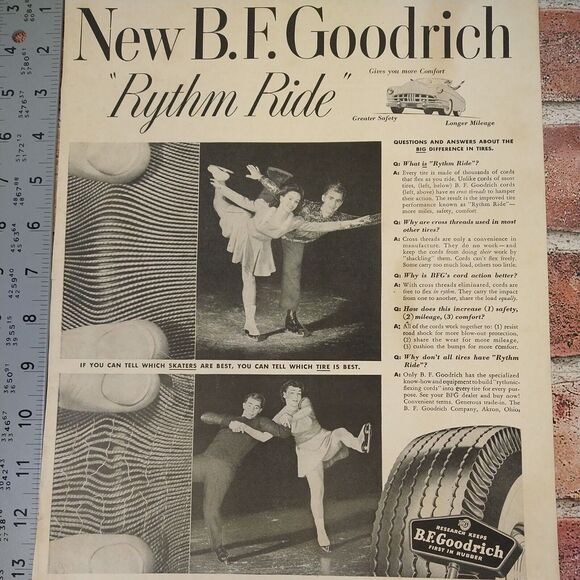 New B.F. Goodrich
"Rythm Ride"
Gives you more Comfort
Greater Safety
Longer Mileage
QUESTIONS AND ANSWERS ABOUT THE
BIG DIFFERENCE IN TIRES.
Q: What is "Rythm Ride"?
A: Every tire is made of thousands of cords
that flex as you ride. Unlike cords of most
tires, (left, below) B. F. Goodrich cords
(left, above) have no cross threads to hamper
their action. The result is the improved tire
performance known as "Rythm Ride"—
more miles, safety, comfort.
Q: Why are cross threads used in most
other tires?
A: Cross threads are only a convenience in
manufacture. They do no work—and
keep the cords from doing their work by
"shackling" them. Cords can't flex freely.
Some carry too much load, others too little.
Q: Why is BFG's cord action better?
A: With cross threads eliminated, cords are
free to flex in rythm. They carry the impact
from one to another, share the load equally.
Q: How does this increase (1) safety,
(2) mileage, (3) comfort?
A: All of the cords work together to: (1) resist
road shock for more blow-out protection.
(2) share the wear for more mileage.
(3) cushion the bumps for more comfort.
Q: Why don't all tires have "Rythm
Ride"?
A: Only B. F. Goodrich has the specialized
know-how and equipment to build "rythmic-
flexing cords" into every tire for every pur-
pose. See your BFG dealer and buy now!
Convenient terms. Generous trade-in. The
B. F. Goodrich Company, Akron, Ohio.
IF YOU CAN TELL WHICH SKATERS ARE BEST, YOU CAN TELL WHICH TIRE IS BEST.
RESEARCH KEEPS
B.F. Goodrich
FIRST IN RUBBER